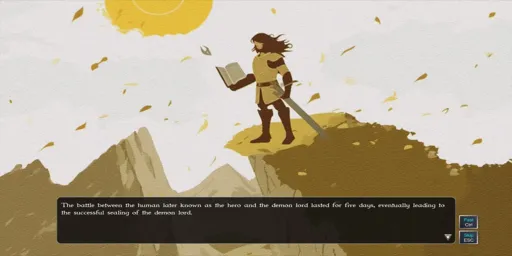 The battle between the human later known as the hero and the demon lord lasted for five days, eventually leading to
the successful sealing of the demon lord.
Fast
Ctrl
Skip
ESC